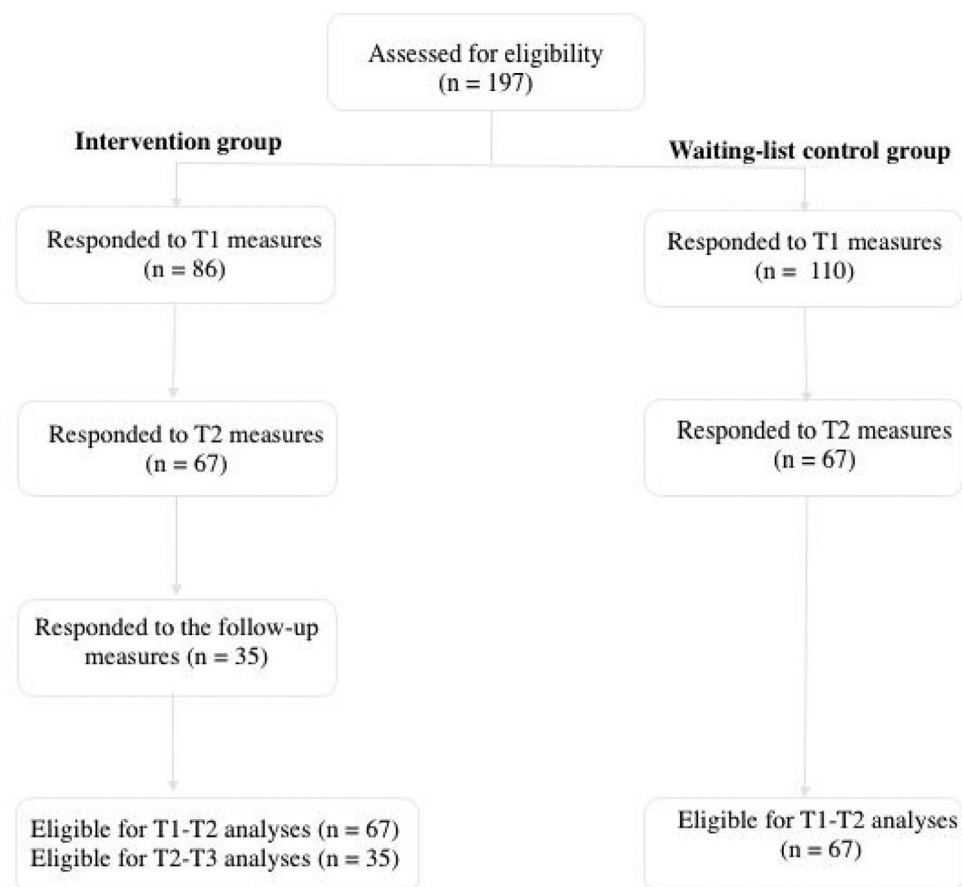 Assessed for eligibility
(n = 197)
Intervention group
Waiting-list control group
Responded to T1 measures
(n = 86)
Responded to T1 measures
(n =  110)
Responded to T2 measures
(n = 67)
Responded to T2 measures
(n = 67)
Responded to the follow-up
measures (n = 35)
Eligible for T1-T2 analyses (n = 67)
Eligible for T2-T3 analyses (n = 35)
Eligible for T1-T2 analyses
(n = 67)